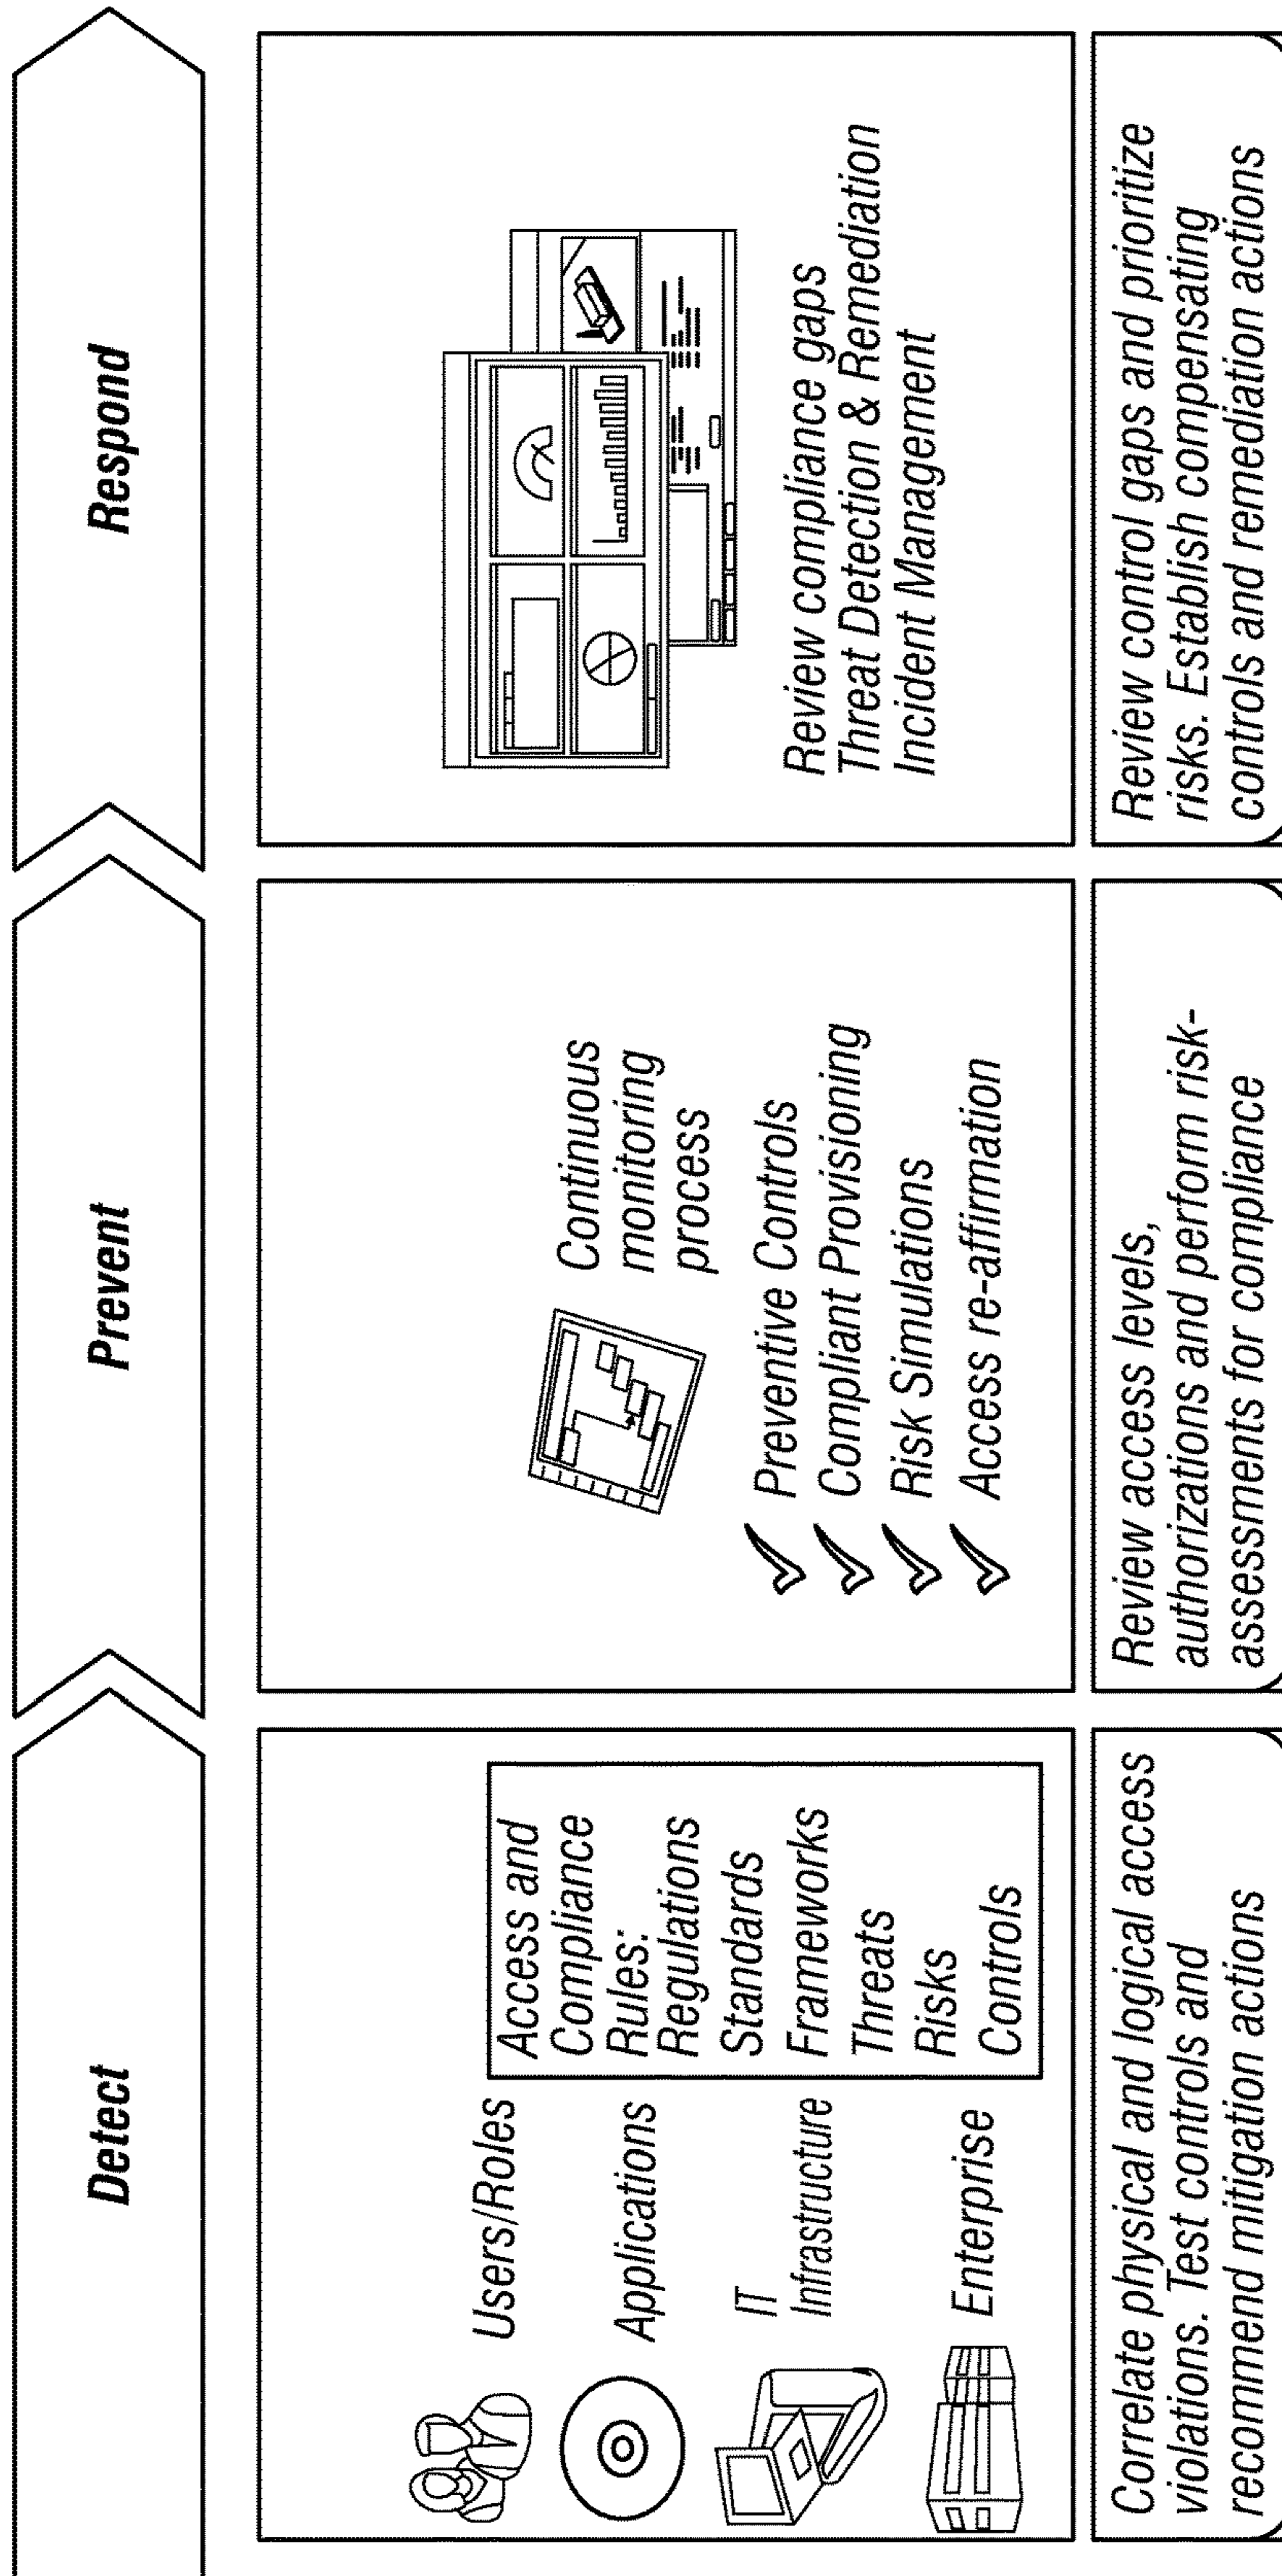 Detect
Prevent
Respond
Users/Roles
Applications
IT
Infrastructure
Enterprise
Access and
Compliance
Rules:
Regulations
Standards
Frameworks
Threats
Risks
Controls
Continuous
monitoring
process
Preventive Controls
Compliant Provisioning
Risk Simulations
Access re-affirmation
Review compliance gaps
Threat Detection & Remediation
Incident Management
Correlate physical and logical access
violations. Test controls and
recommend mitigation actions
Review access levels,
authorizations and perform risk-
assessments for compliance
Review control gaps and prioritize
risks. Establish compensating
controls and remediation actions